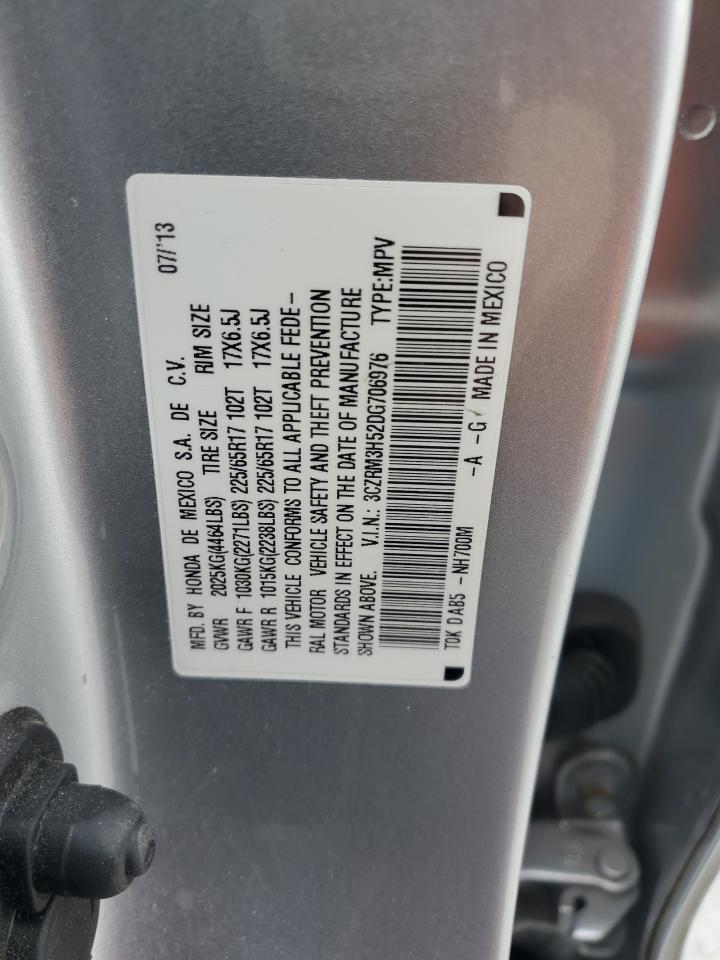 MFD. BY HONDA DE MEXICO S.A. DE C.V. 07/'13
GVWR 2025KG(4464LBS) TIRE SIZE RIM SIZE
GAWR F 1030KG(2271LBS) 225/65R17 102T 17X6.5J
GAWR R 1015KG(2238LBS) 225/65R17 102T 17X6.5J
THIS VEHICLE CONFORMS TO ALL APPLICABLE FEDE-
RAL MOTOR VEHICLE SAFETY AND THEFT PREVENTION
STANDARDS IN EFFECT ON THE DATE OF MANUFACTURE
SHOWN ABOVE. V.I.N.: 3CZRM3H52DG706976 TYPE:MPV
T0K DAB5 -NH700M -A -G MADE IN MEXICO